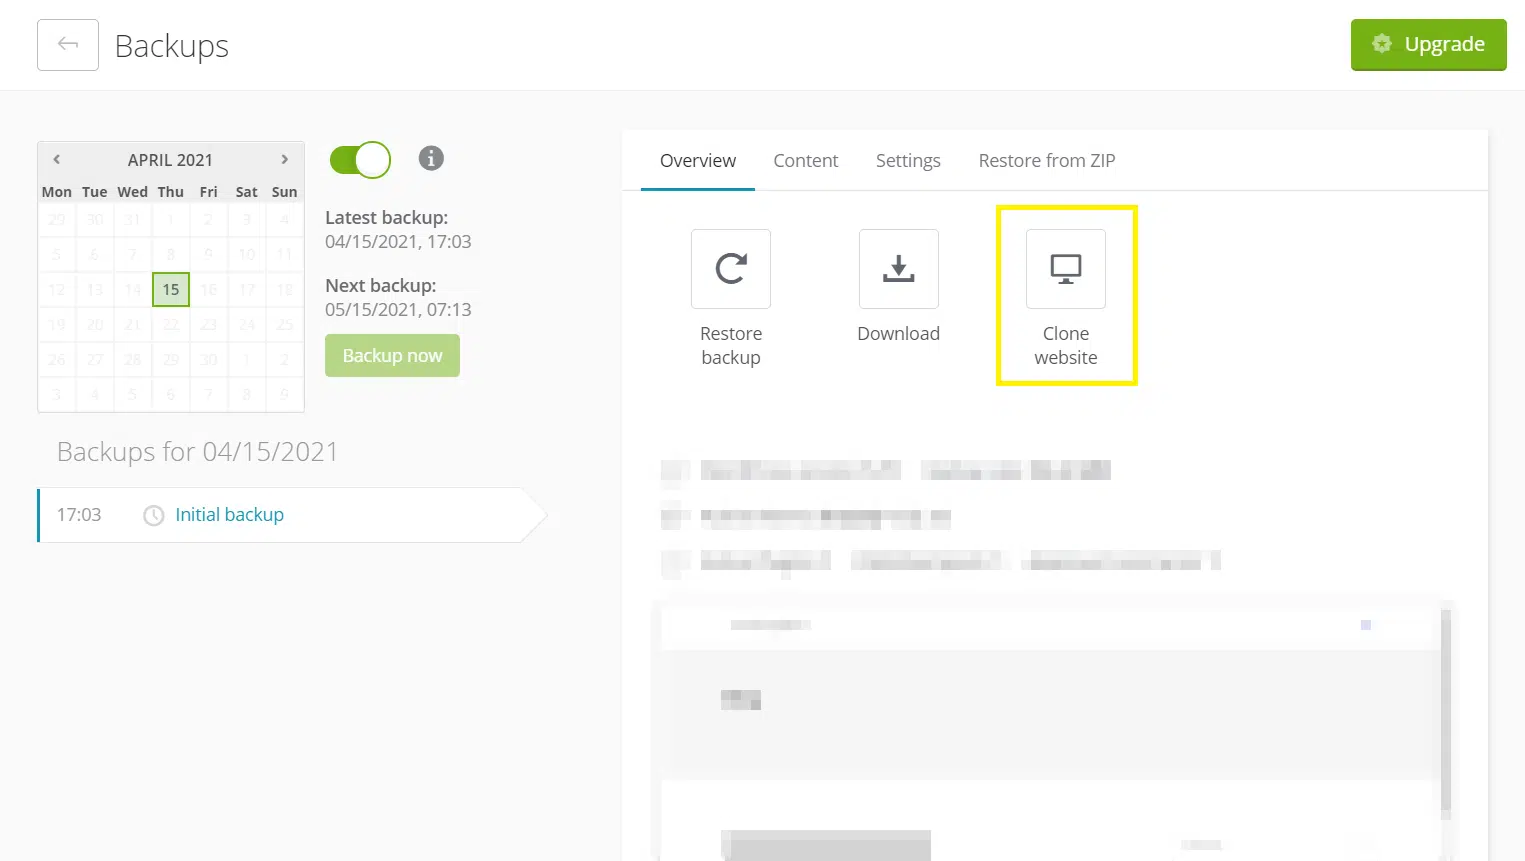 Backups
Upgrade
APRIL 2021
Mon Tue Wed Thu Fri Sat Sun
29 30 31 1 2 3 4
5 6 7 8 9 10 11
12 13 14 15 16 17 18
19 20 21 22 23 24 25
26 27 28 29 30 1 2
3 4 5 6 7 8 9
Latest backup:
04/15/2021, 17:03
Next backup:
05/15/2021, 07:13
Backup now
Backups for 04/15/2021
17:03 Initial backup
Overview Content Settings Restore from ZIP
Restore
backup
Download
Clone
website